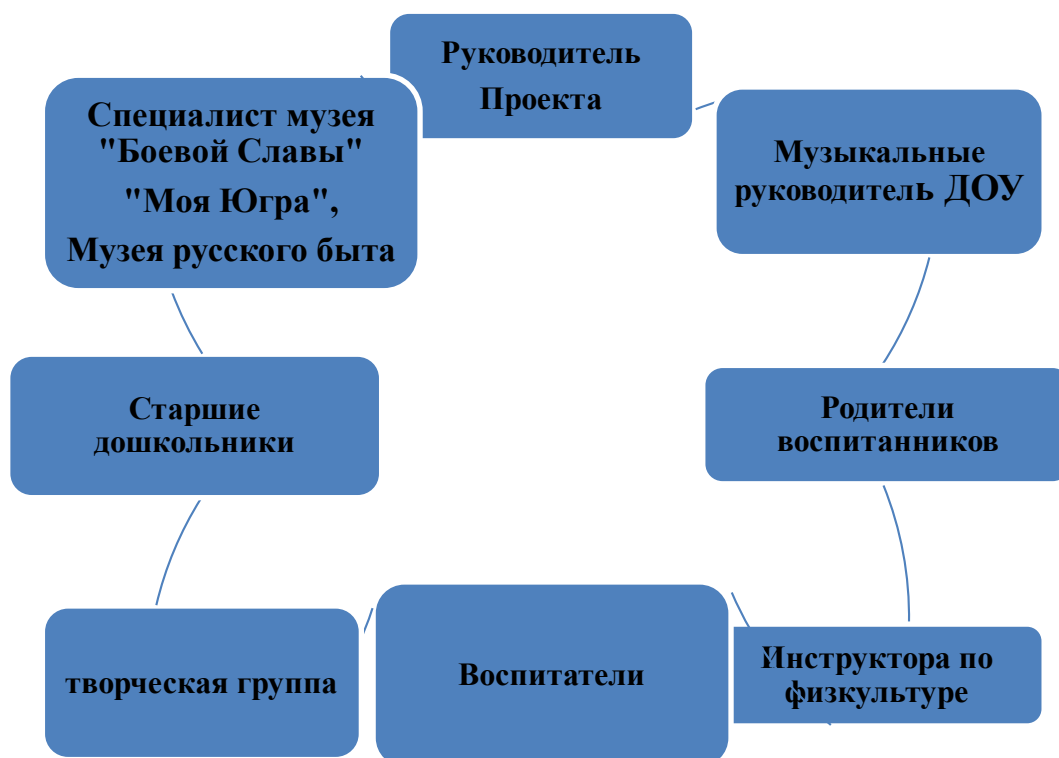 Руководитель
Проекта
Специалист музея
"Боевой Славы"
"Моя Югра",
Музея русского быта
Музыкальные
руководитель ДОУ
Старшие
дошкольники
Родители
воспитанников
творческая группа
Воспитатели
Инструктора по
физкультуре